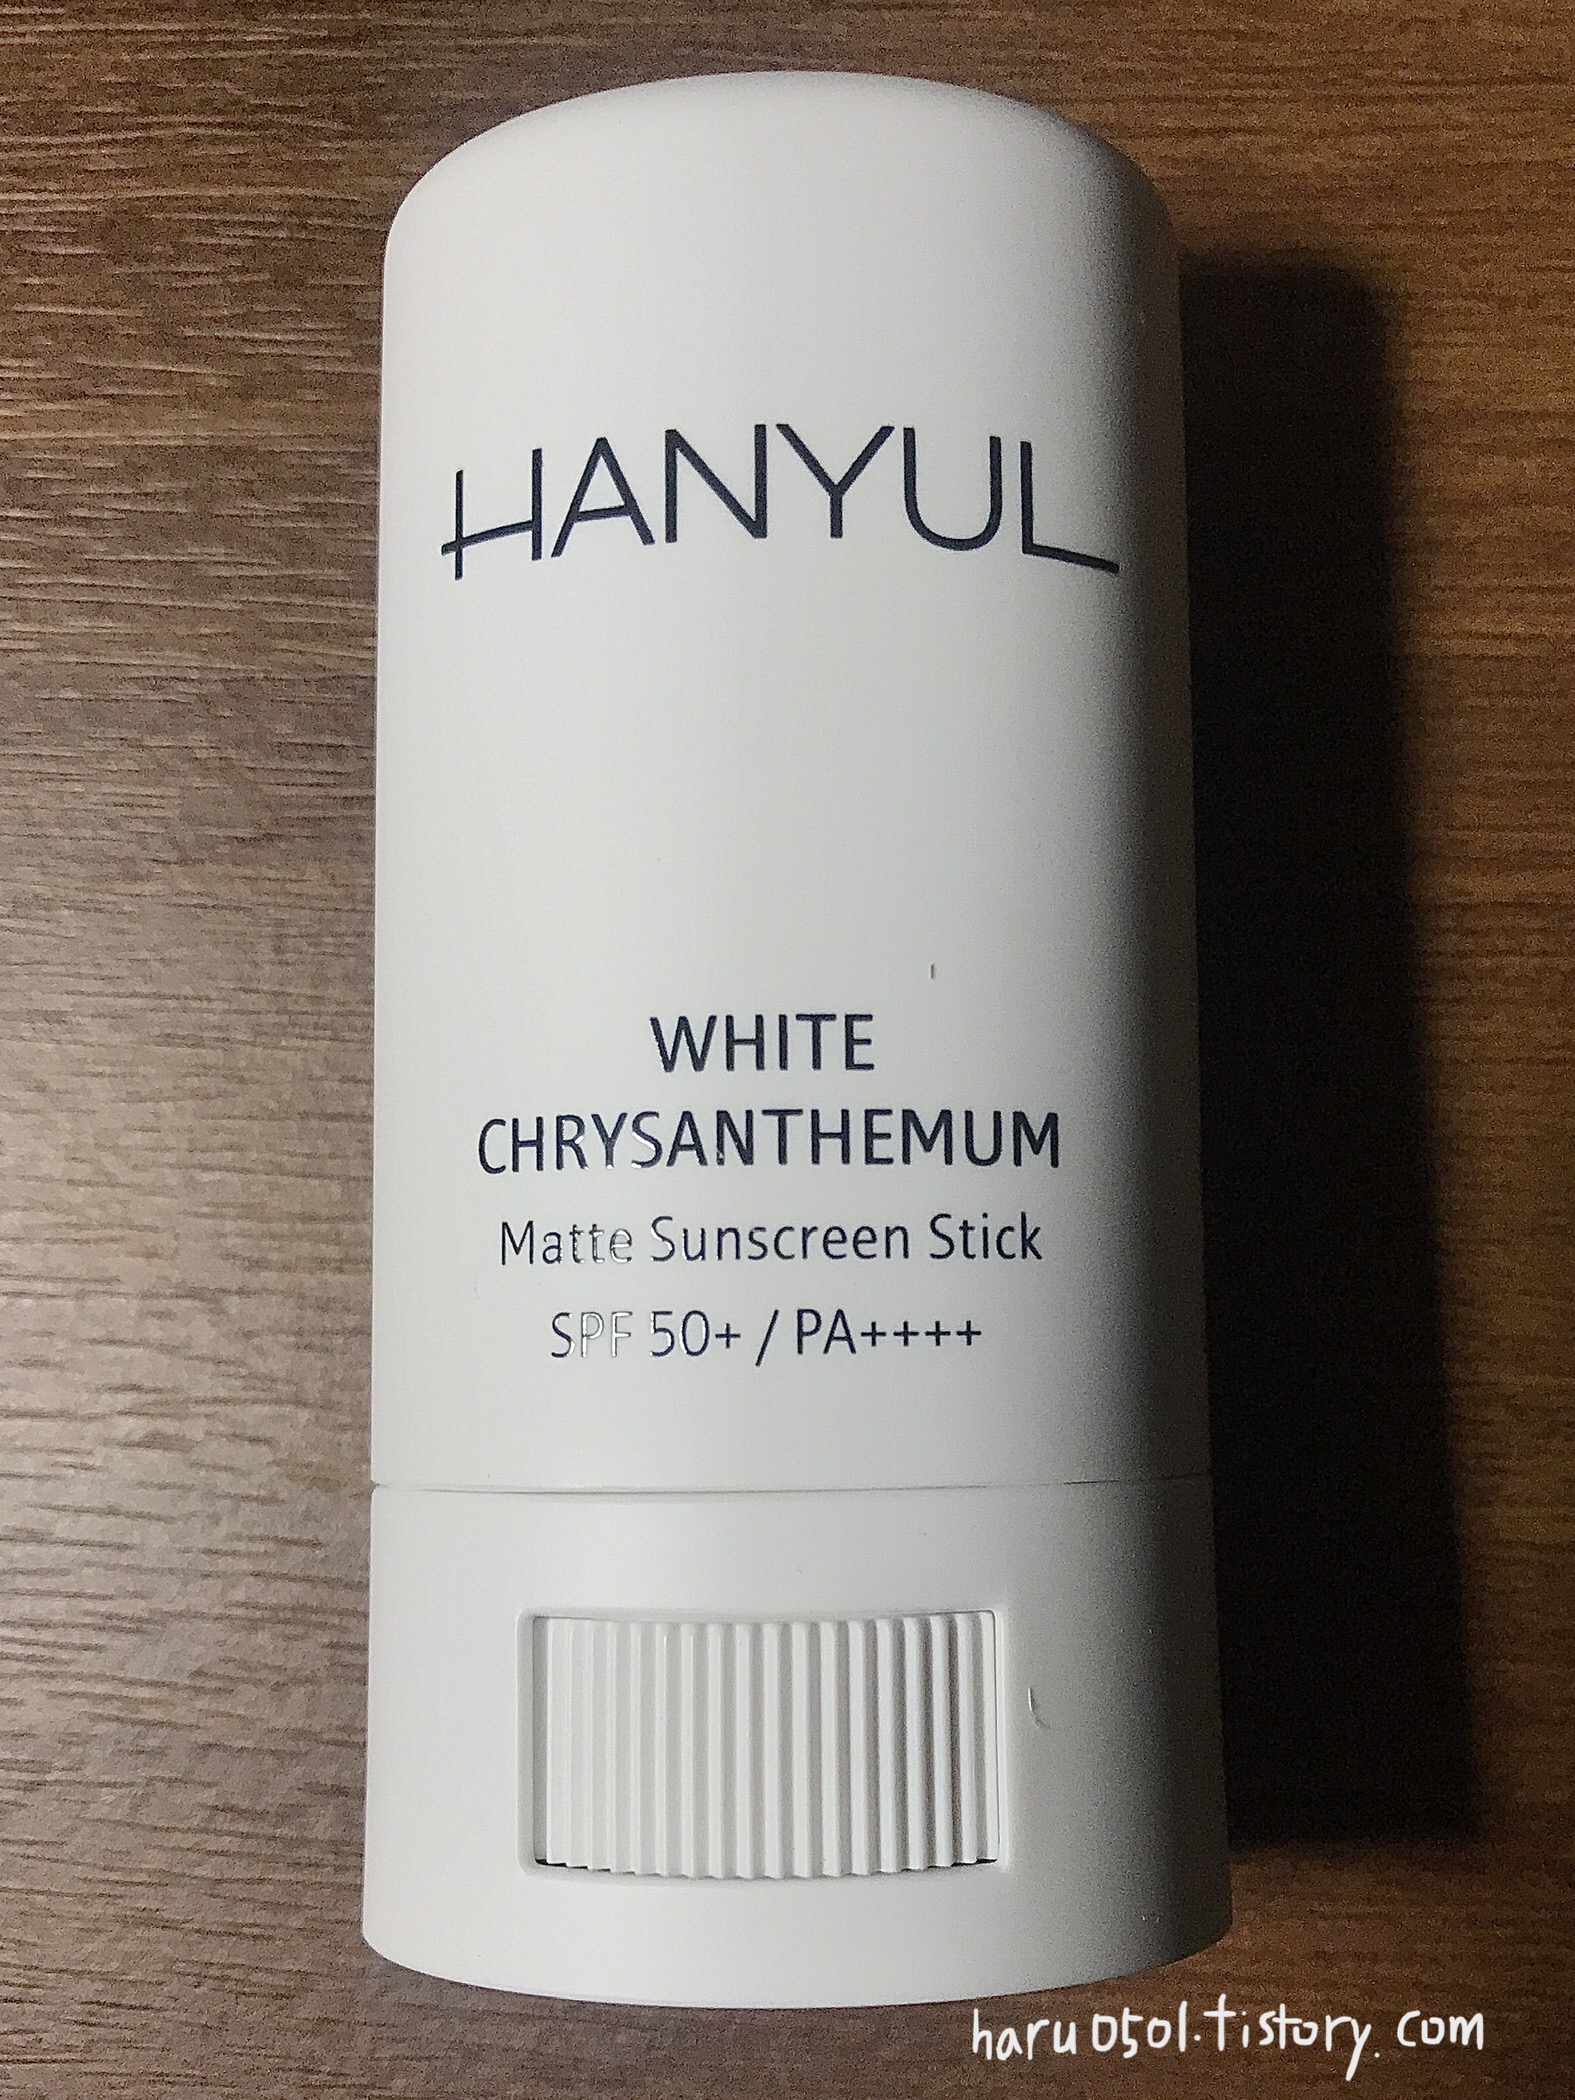 HANYUL
WHITE
CHRYSANTHEMUM
Matte Sunscreen Stick
SPF 50+ / PA++++
haru0501.tistory.com